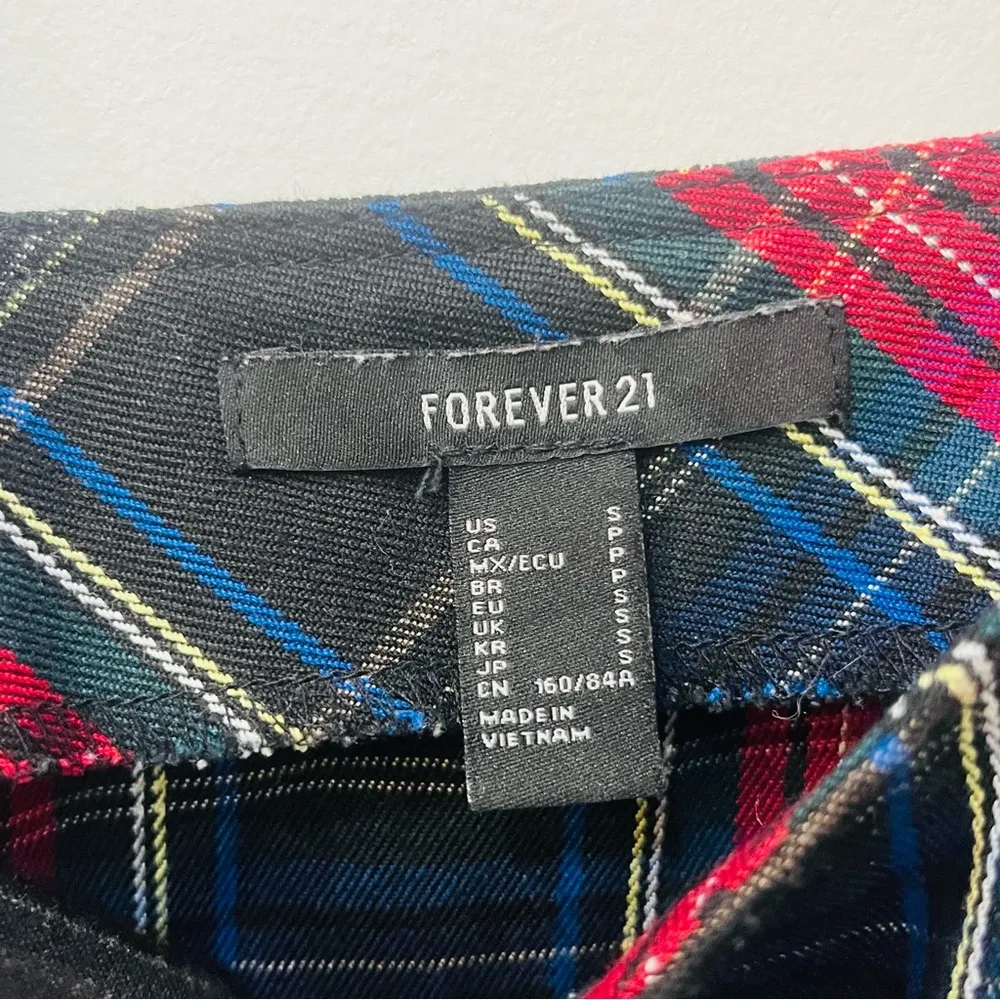 FOREVER 21
US S
CA P
MX/ECU P
BR P
EU S
UK S
KR S
JP S
CN 160/84A
MADE IN
VIETNAM